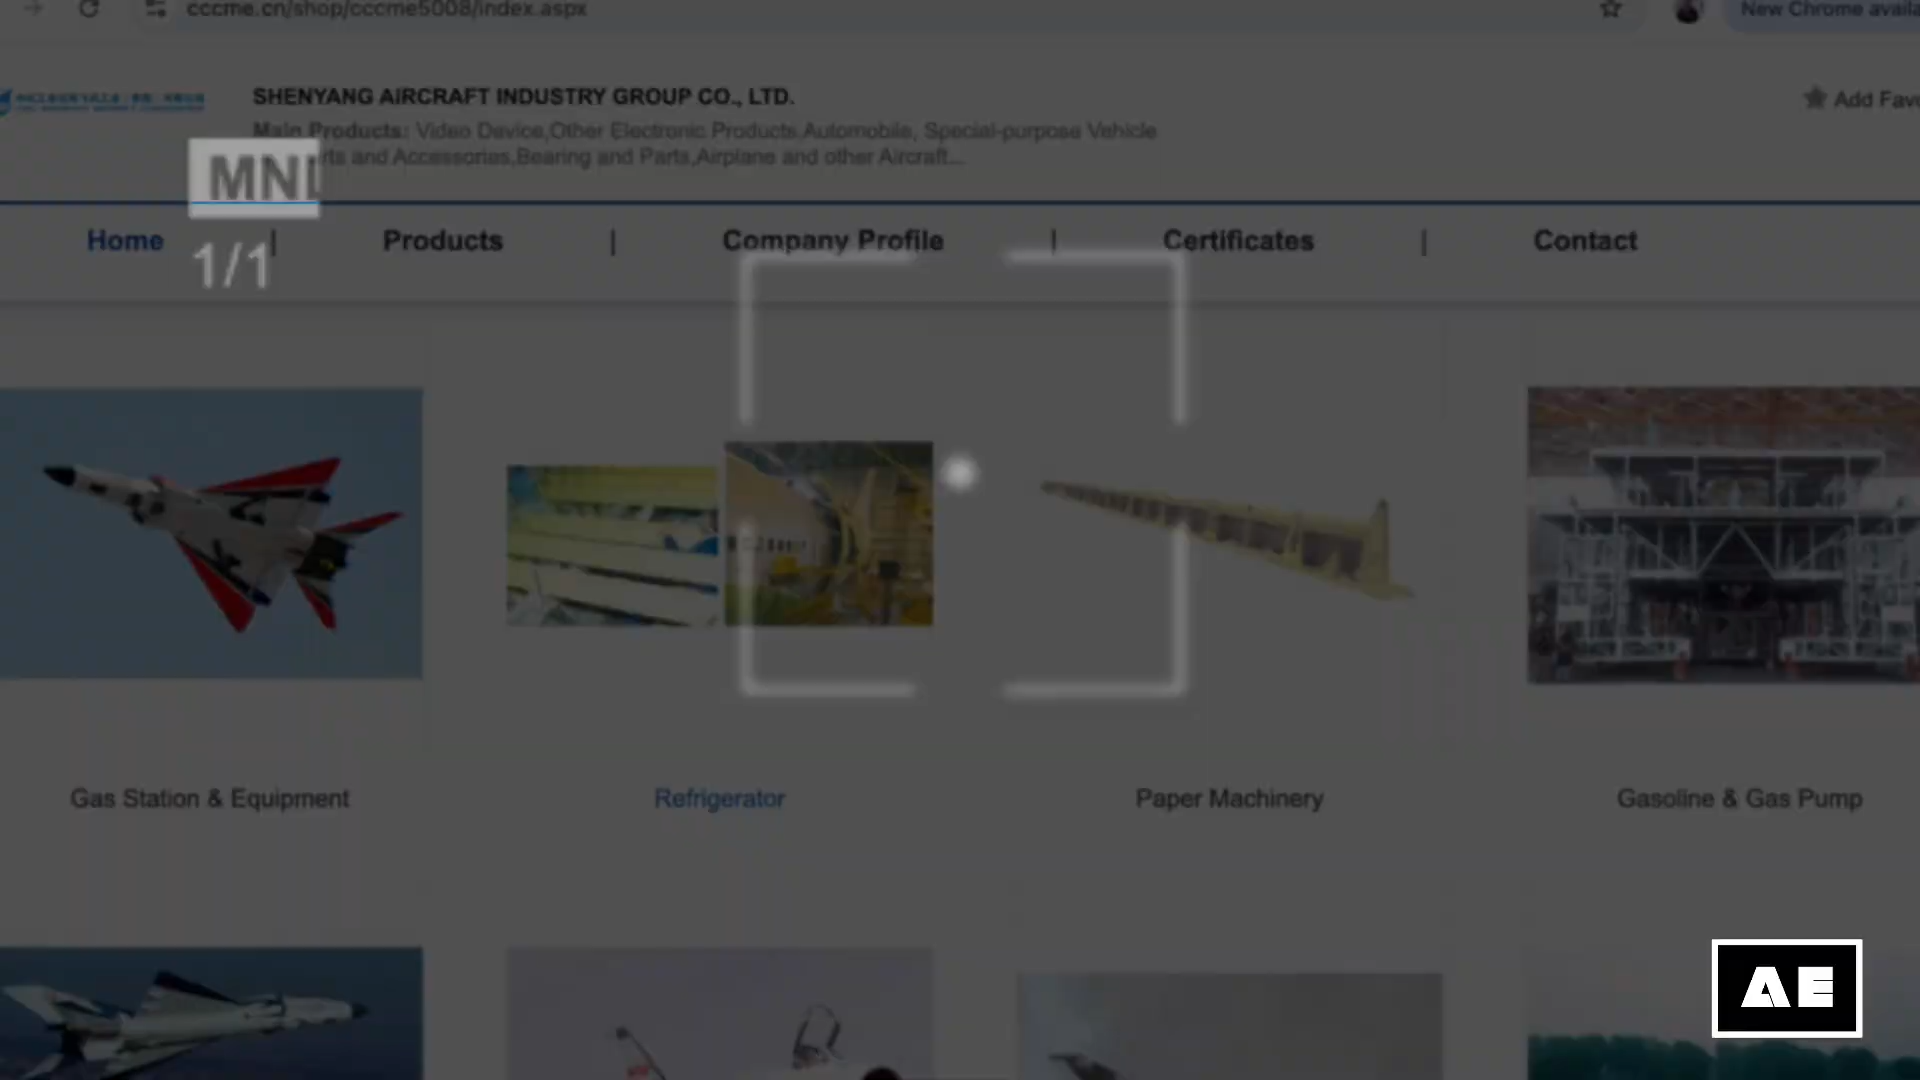 cccme.cn/shop/cccme5008/index.aspx
New Chrome availa
SHENYANG AIRCRAFT INDUSTRY GROUP CO., LTD.
Add Favo
Main Products: Video Device,Other Electronic Products,Automobile, Special-purpose Vehicle
rts and Accessories,Bearing and Parts,Airplane and other Aircraft...
MN
Home | Products | Company Profile | Certificates | Contact
1/1
Gas Station & Equipment
Refrigerator
Paper Machinery
Gasoline & Gas Pump
AE